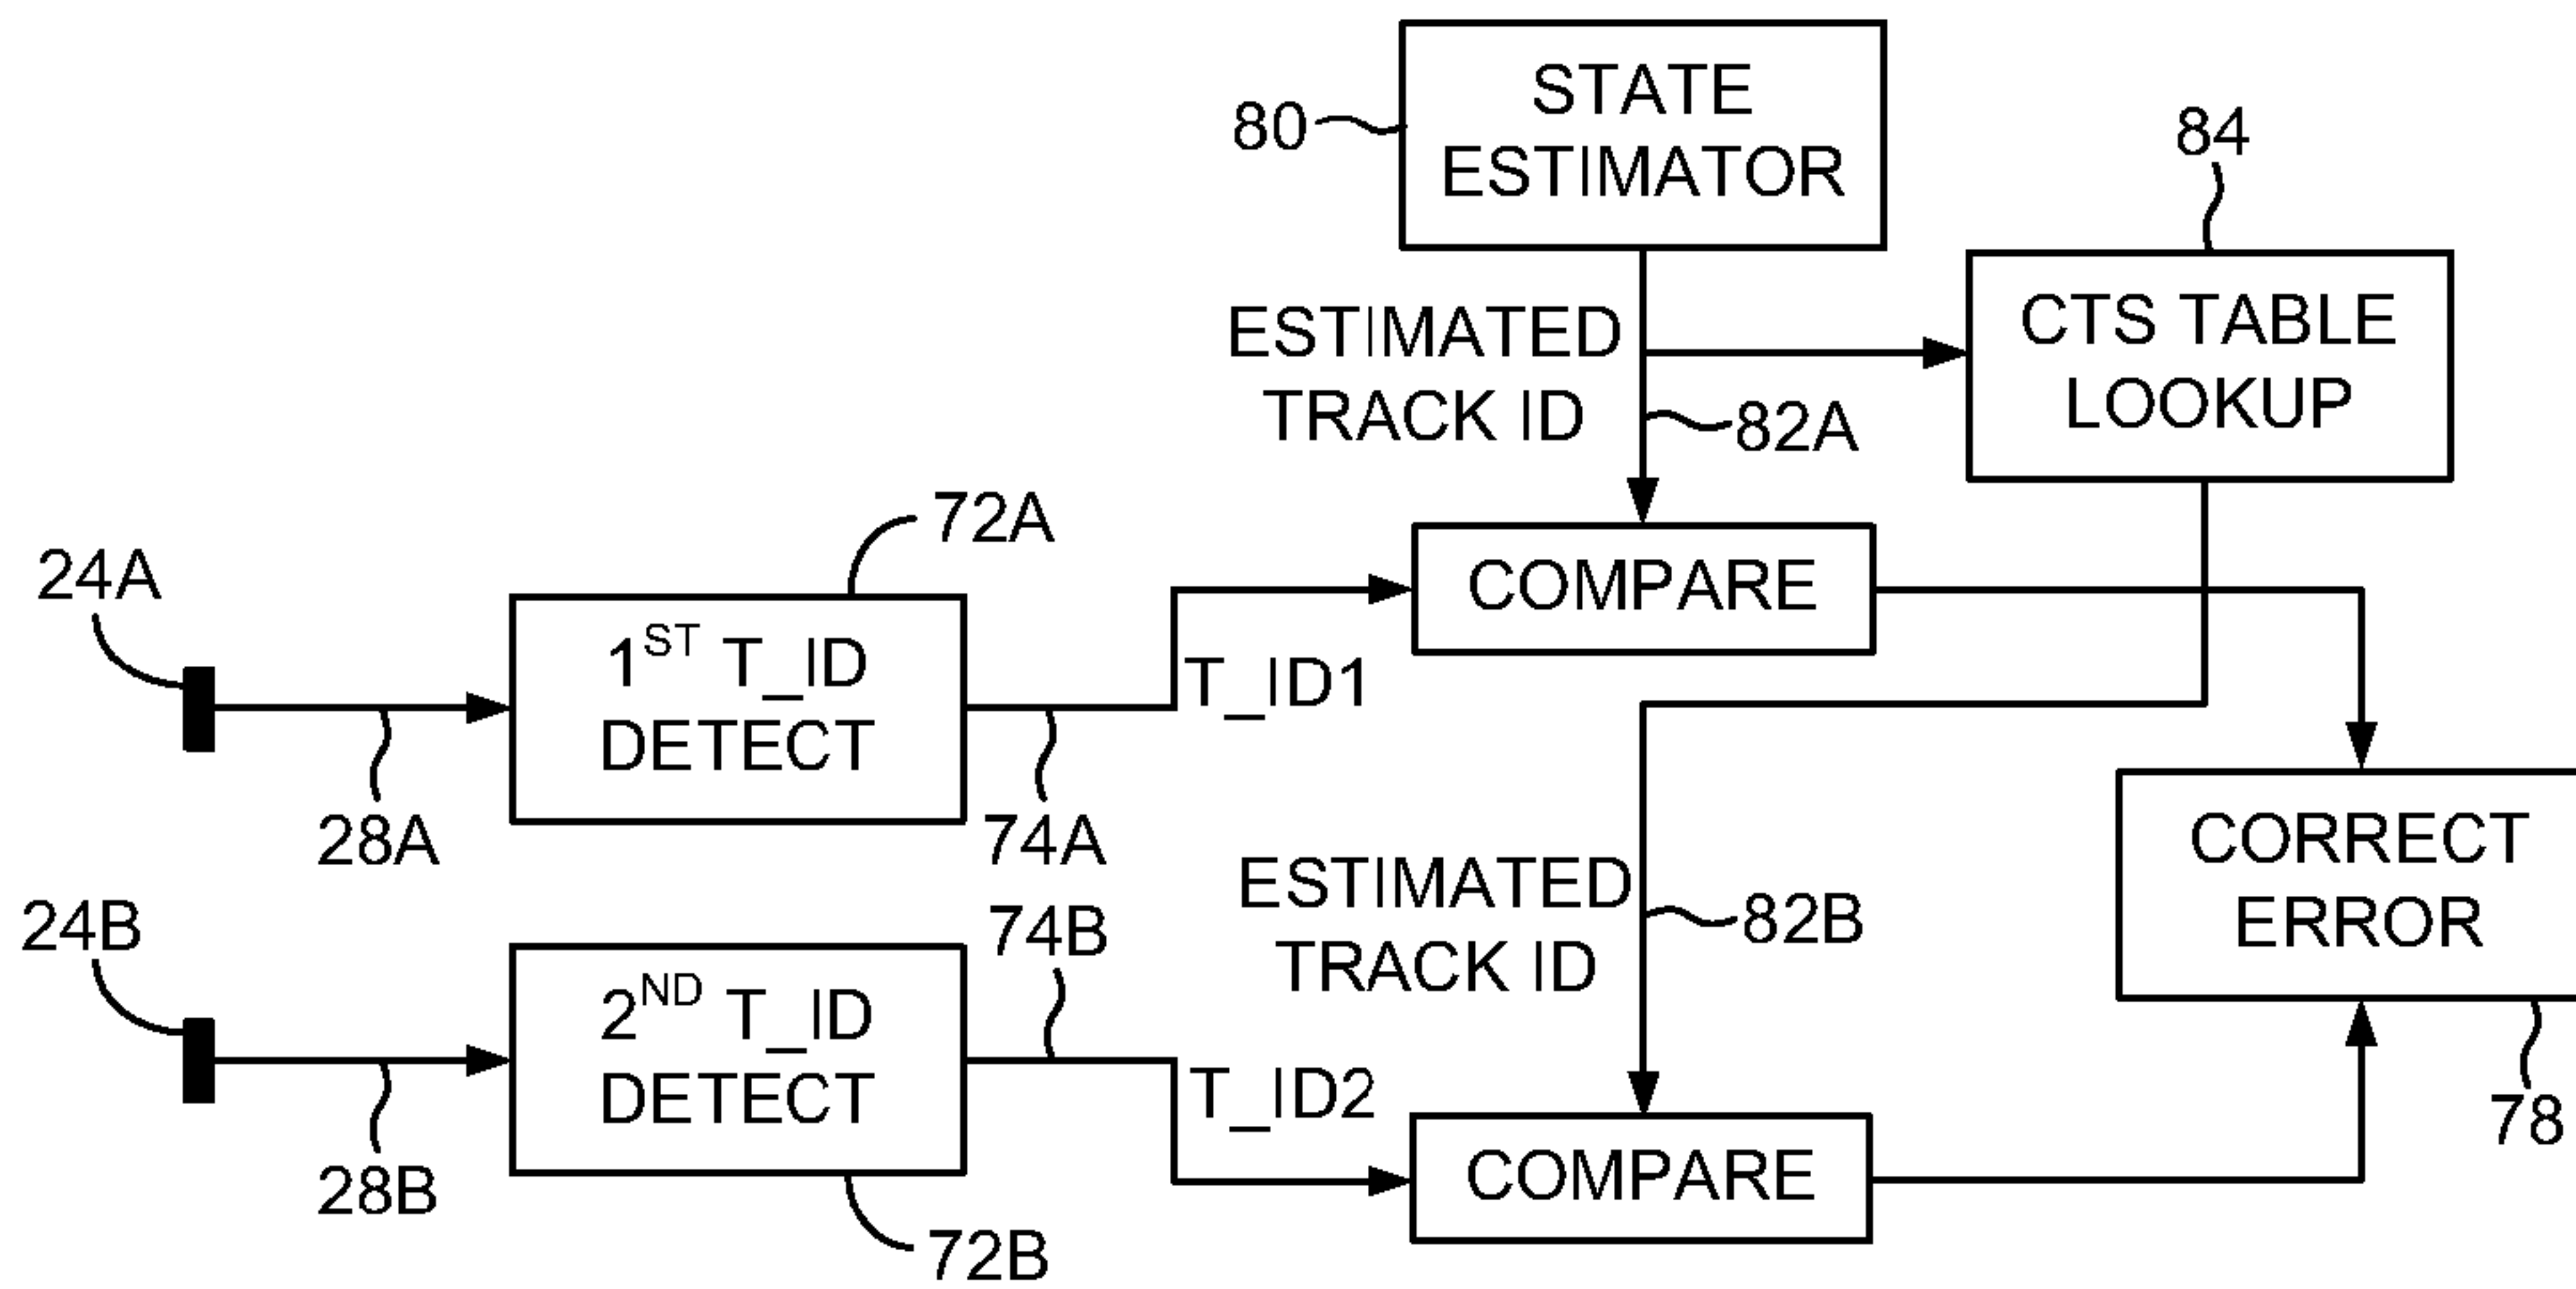 STATE
ESTIMATOR
80
84
CTS TABLE
LOOKUP
ESTIMATED
TRACK ID
82A
72A
24A
COMPARE
1ST T_ID
DETECT
T_ID1
28A
74A
CORRECT
ERROR
ESTIMATED
TRACK ID
82B
24B
74B
2ND T_ID
DETECT
T_ID2
78
COMPARE
28B
72B